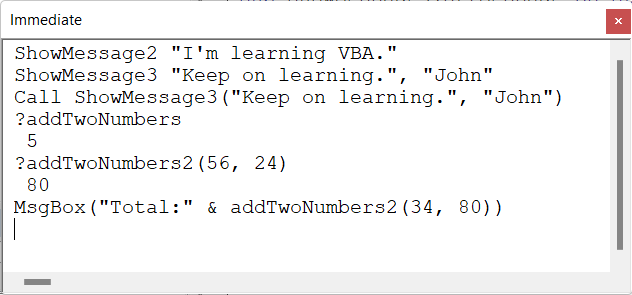 Immediate
ShowMessage2 "I'm learning VBA."
ShowMessage3 "Keep on learning.", "John"
Call ShowMessage3("Keep on learning.", "John")
?addTwoNumbers
5
?addTwoNumbers2(56, 24)
80
MsgBox("Total:" & addTwoNumbers2(34, 80))